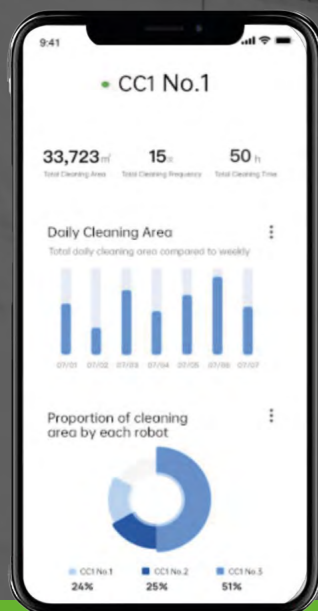 9:41
CC1 No.1
33,723㎡ 15 50 h
Total Cleaning Area Total Cleaning Frequency Total Cleaning Time
Daily Cleaning Area
Total daily cleaning area compared to weekly
07/01 07/02 07/03 07/04 07/05 07/06 07/07
Proportion of cleaning
area by each robot
CC1 No.1 CC1 No.2 CC1 No.3
24% 25% 51%